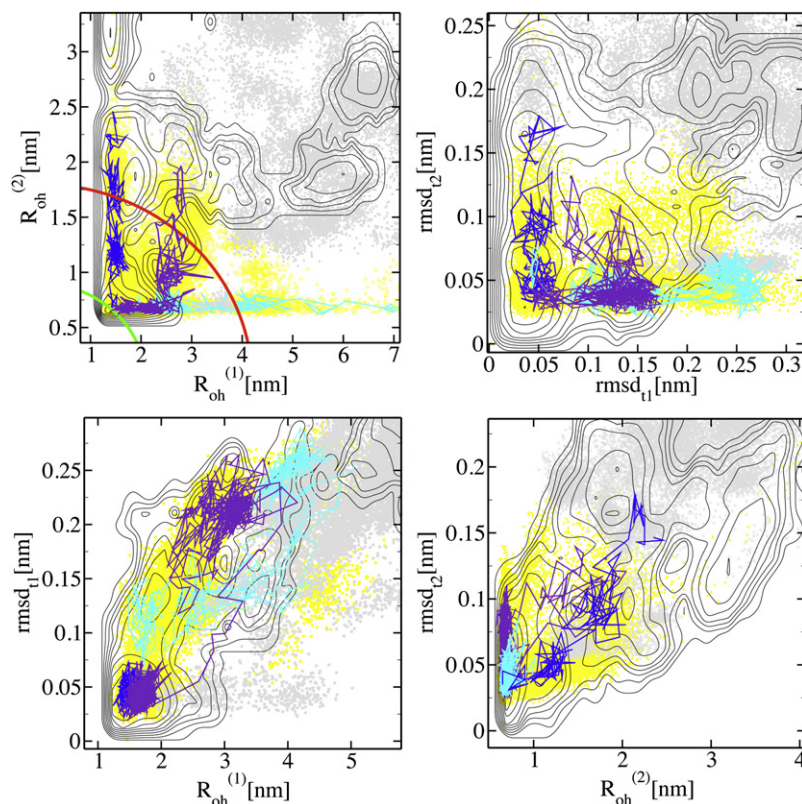 3
2.5
2
1.5
1
0.5
R_oh^(2) [nm]
1 2 3 4 5 6 7
R_oh^(1) [nm]
0.25
0.2
0.15
0.1
0.05
0
rmsd_t2 [nm]
0 0.05 0.1 0.15 0.2 0.25 0.3
rmsd_t1 [nm]
0.25
0.2
0.15
0.1
0.05
0
rmsd_t1 [nm]
1 2 3 4 5
R_oh^(1) [nm]
0.2
0.15
0.1
0.05
0
rmsd_t2 [nm]
1 2 3 4
R_oh^(2) [nm]